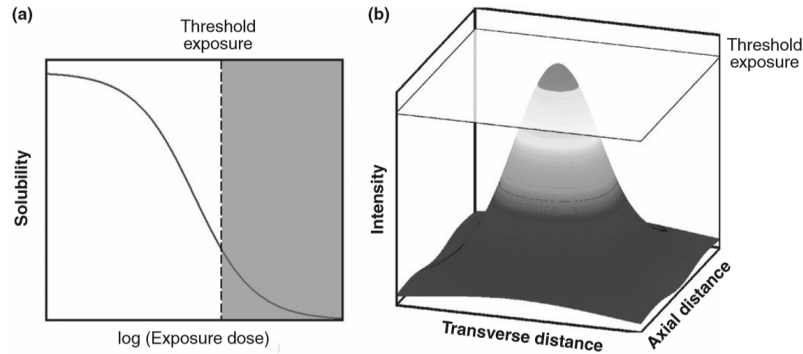 (a)
Threshold
exposure
Solubility
log (Exposure dose)
(b)
Threshold
exposure
Intensity
Transverse distance
Axial distance